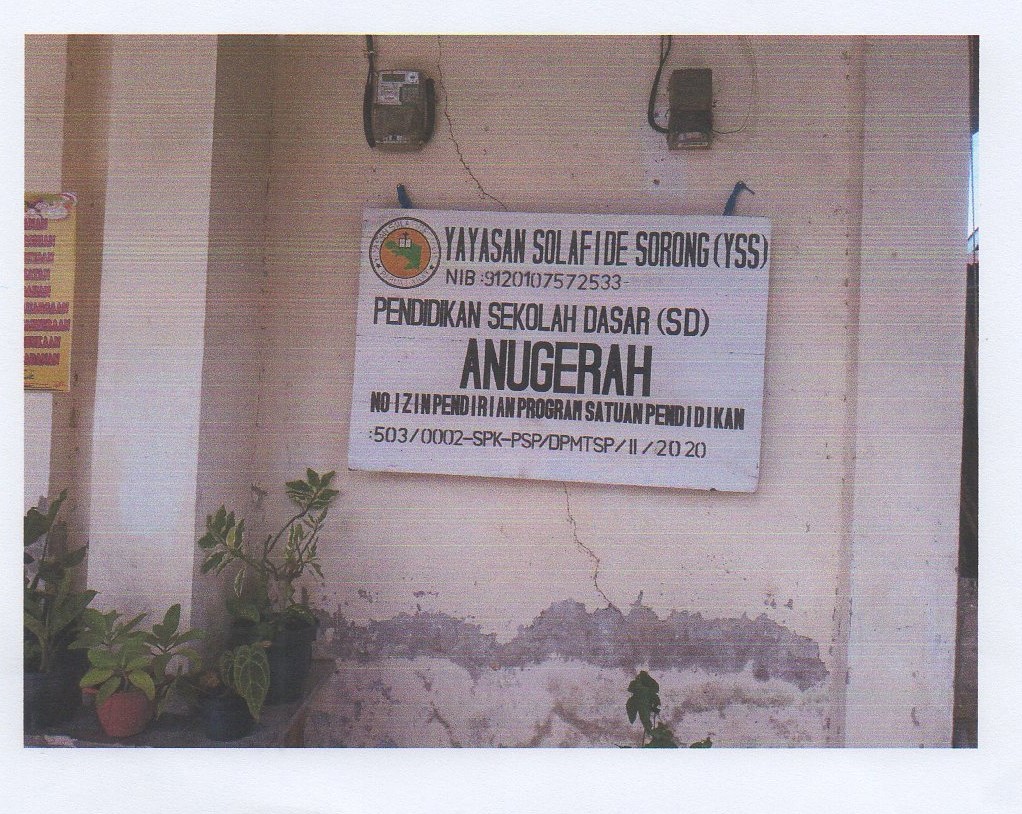 YAYASAN SOLAFIDE SORONG (YSS)
NIB :9120107572533
PENDIDIKAN SEKOLAH DASAR (SD)
ANUGERAH
NO IZIN PENDIRIAN PROGRAM SATUAN PENDIDIKAN
:503/0002-SPK-PSP/DPMTSP/II/2020